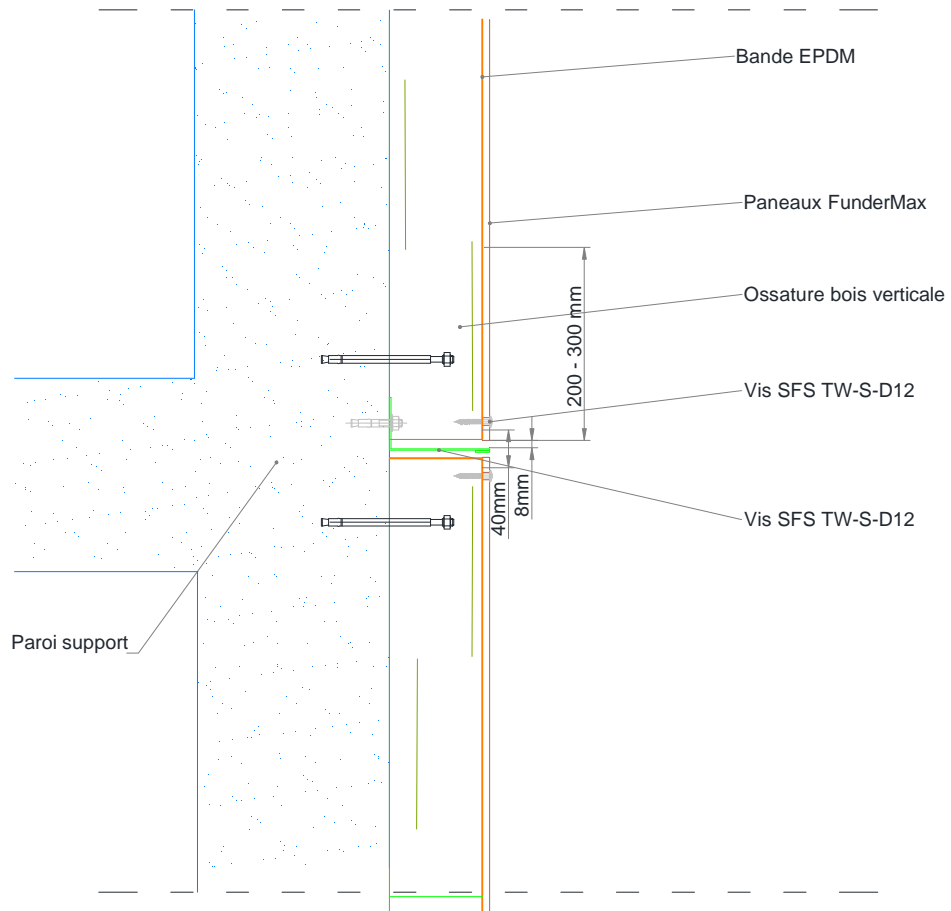 Bande EPDM
Paneaux FunderMax
Ossature bois verticale
200 - 300 mm
Vis SFS TW-S-D12
40mm
8mm
Vis SFS TW-S-D12
Paroi support